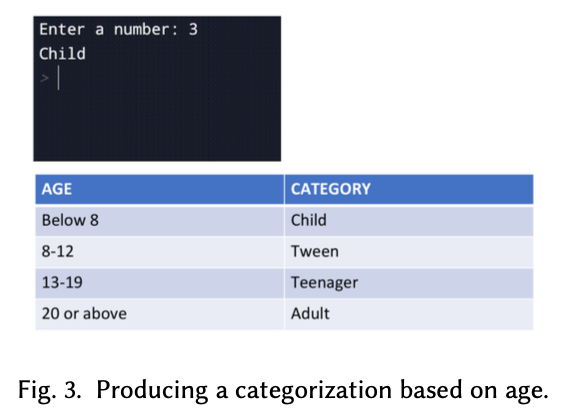 Enter a number: 3
Child
>
AGE CATEGORY
Below 8 Child
8-12 Tween
13-19 Teenager
20 or above Adult
Fig. 3. Producing a categorization based on age.